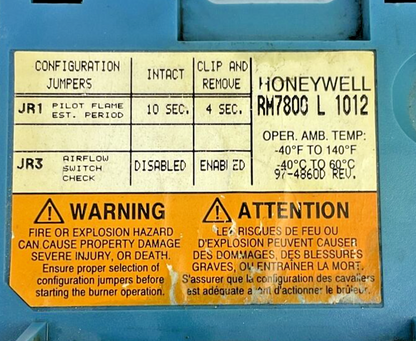 CONFIGURATION JUMPERS INTACT CLIP AND REMOVE
JR1 PILOT FLAME EST. PERIOD 10 SEC. 4 SEC.
JR3 AIRFLOW SWITCH CHECK DISABLED ENABLED
HONEYWELL
RM7800 L 1012
OPER. AMB. TEMP:
-40°F TO 140°F
-40°C TO 60°C
97-4860D REV.
WARNING
FIRE OR EXPLOSION HAZARD
CAN CAUSE PROPERTY DAMAGE
SEVERE INJURY, OR DEATH.
Ensure proper selection of
configuration jumpers before
starting the burner operation.
ATTENTION
LES RISQUES DE FEU OU
D'EXPLOSION PEUVENT CAUSER
DES DOMMAGES, DES BLESSURES
GRAVES, OU ENTRAÎNER LA MORT.
S'assurer que la configuration des cavaliers
est adéquate avant d'actionner le brûleur.